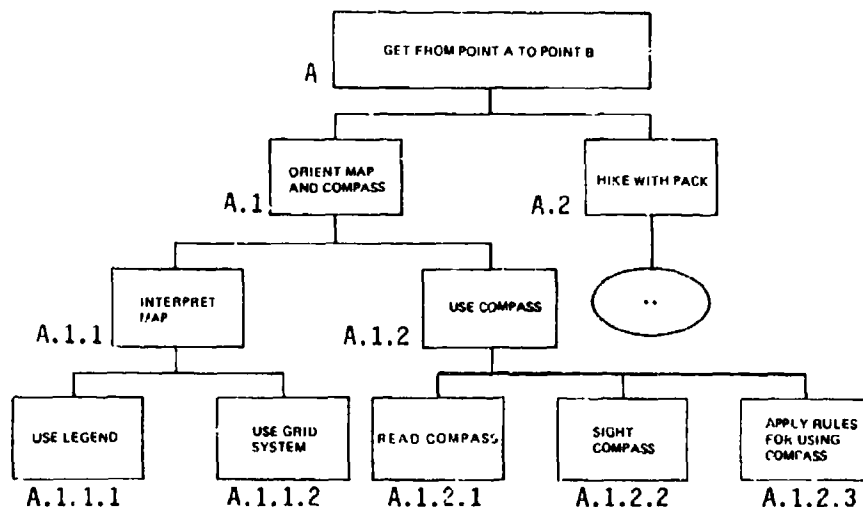 GET FROM POINT A TO POINT B
A
ORIENT MAP
AND COMPASS
A.1
HIKE WITH PACK
A.2
INTERPRET
MAP
A.1.1
USE COMPASS
A.1.2
..
USE LEGEND
A.1.1.1
USE GRID
SYSTEM
A.1.1.2
READ COMPASS
A.1.2.1
SIGHT
COMPASS
A.1.2.2
APPLY RULES
FOR USING
COMPASS
A.1.2.3